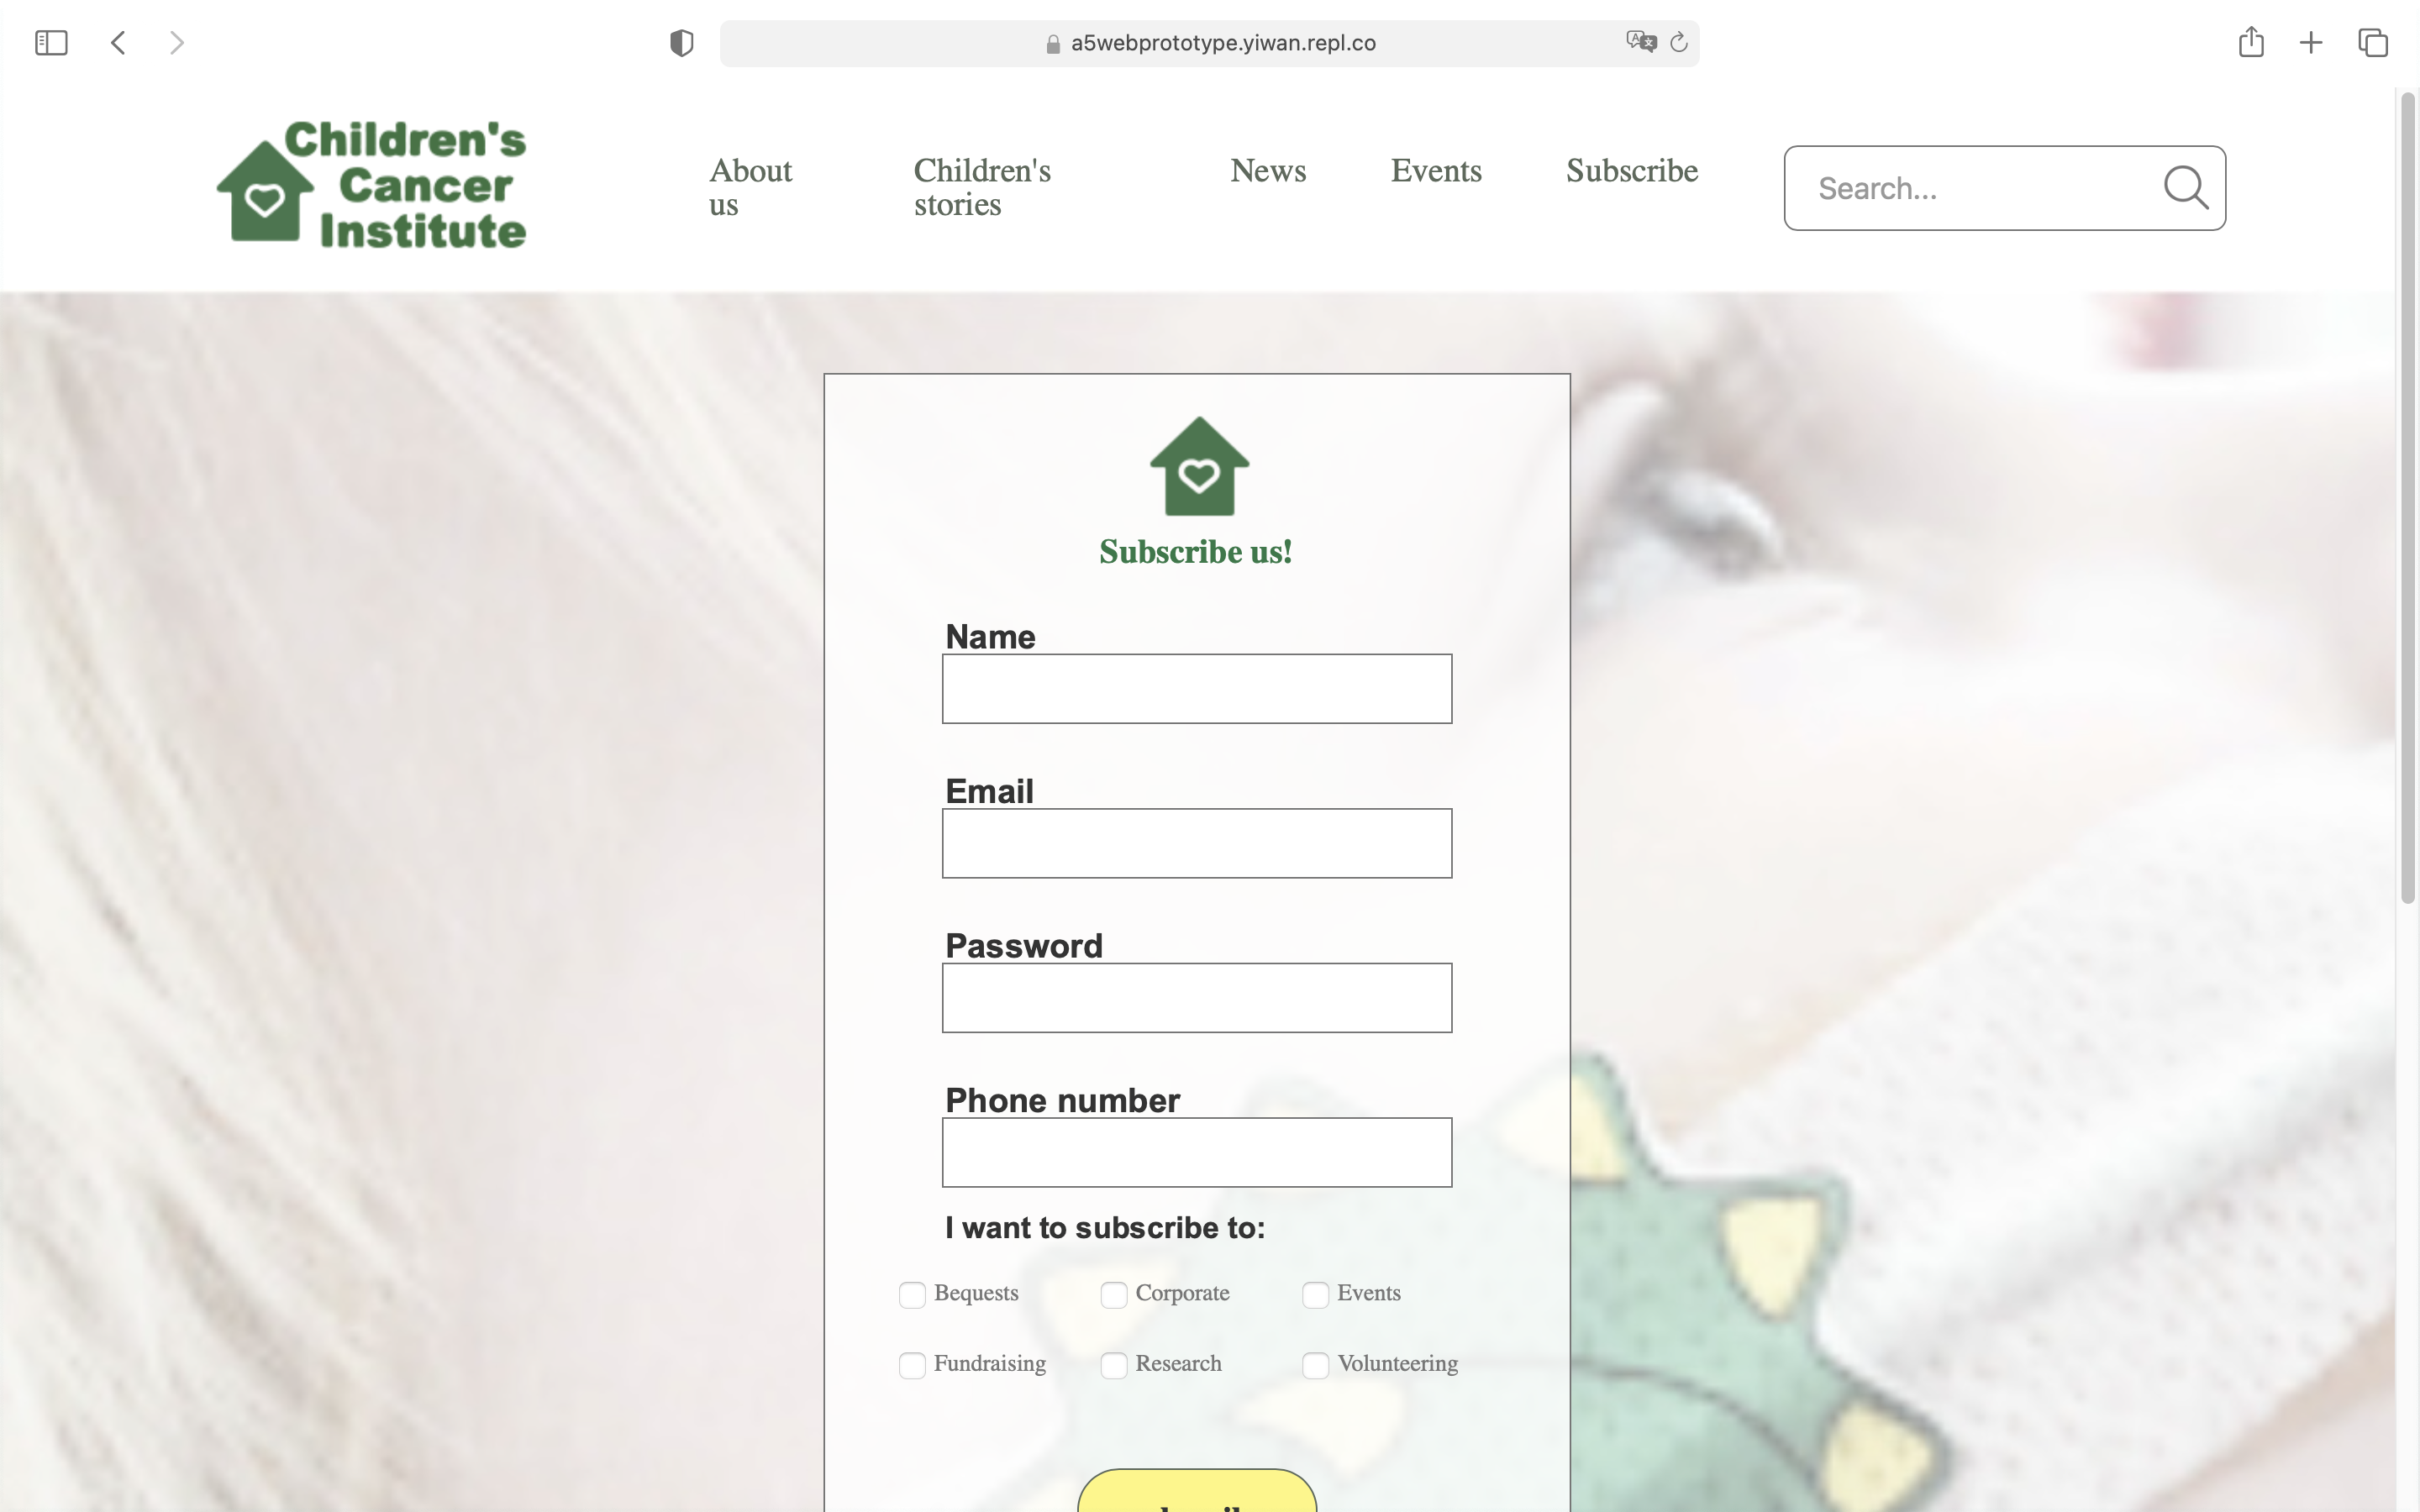 a5webprototype.yiwan.repl.co
Children's
Cancer
Institute
About
us
Children's
stories
News
Events
Subscribe
Search...
Subscribe us!
Name
Email
Password
Phone number
I want to subscribe to:
Bequests
Corporate
Events
Fundraising
Research
Volunteering